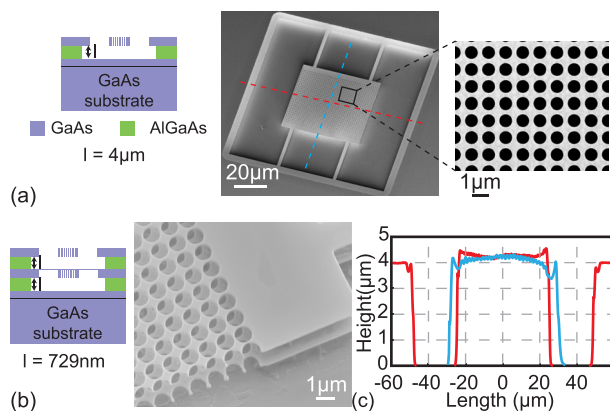 l
GaAs
substrate
GaAs
AlGaAs
l = 4μm
(a)
20μm
1μm
l
l
GaAs
substrate
l = 729nm
(b)
1μm
(c)
Height(μm)
5
4
3
2
1
0
-60 -40 -20 0 20 40 60
Length (μm)